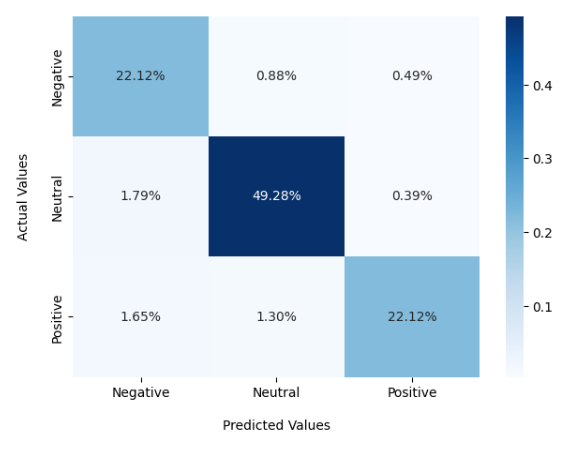 Negative
22.12% 0.88% 0.49%
0.4
Actual Values
Neutral
1.79% 49.28% 0.39%
0.3
0.2
Positive
1.65% 1.30% 22.12%
0.1
Negative Neutral Positive
Predicted Values